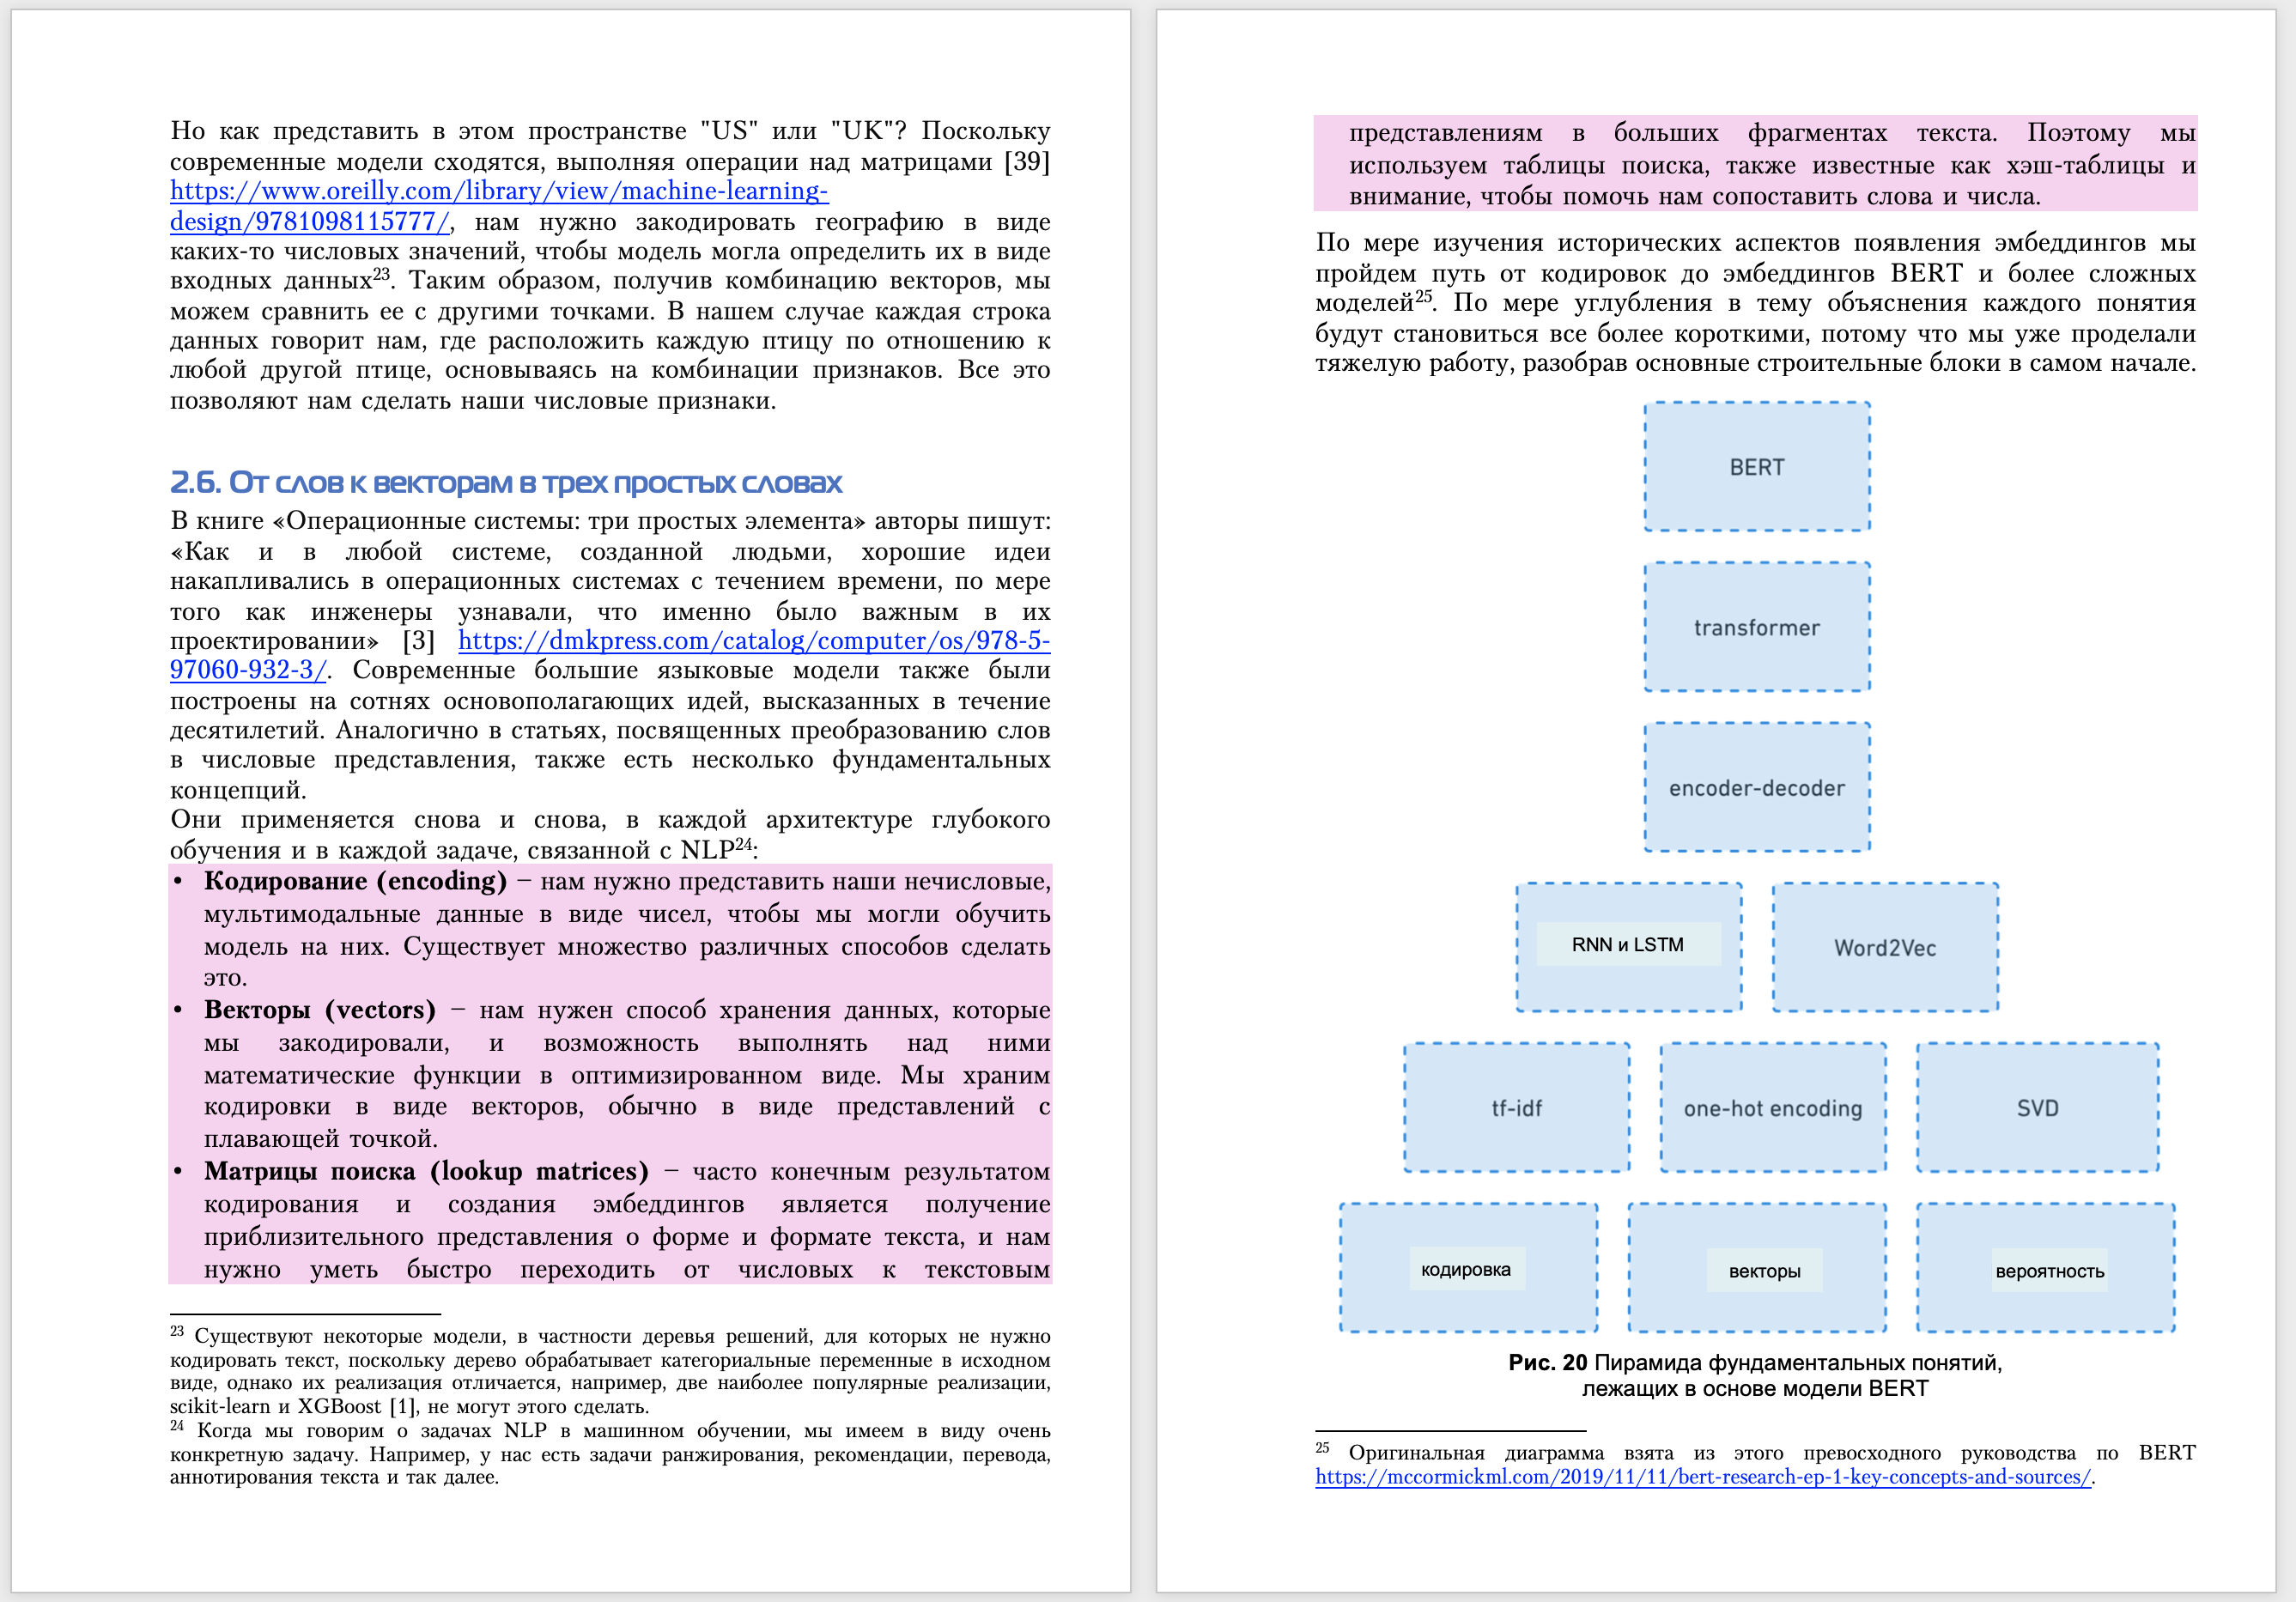 Но как представить в этом пространстве "US" или "UK"? Поскольку
современные модели сходятся, выполняя операции над матрицами [39]
https://www.oreilly.com/library/view/machine-learning-
design/9781098115777/, нам нужно закодировать географию в виде
каких-то числовых значений, чтобы модель могла определить их в виде
входных данных23. Таким образом, получив комбинацию векторов, мы
можем сравнить ее с другими точками. В нашем случае каждая строка
данных говорит нам, где расположить каждую птицу по отношению к
любой другой птице, основываясь на комбинации признаков. Все это
позволяют нам сделать наши числовые признаки.
2.6. От слов к векторам в трех простых словах
В книге «Операционные системы: три простых элемента» авторы пишут:
«Как и в любой системе, созданной людьми, хорошие идеи
накапливались в операционных системах с течением времени, по мере
того как инженеры узнавали, что именно было важным в их
проектировании» [3] https://dmkpress.com/catalog/computer/os/978-5-
97060-932-3/. Современные большие языковые модели также были
построены на сотнях основополагающих идей, высказанных в течение
десятилетий. Аналогично в статьях, посвященных преобразованию слов
в числовые представления, также есть несколько фундаментальных
концепций.
Они применяется снова и снова, в каждой архитектуре глубокого
обучения и в каждой задаче, связанной с NLP24:
• Кодирование (encoding) – нам нужно представить наши нечисловые,
мультимодальные данные в виде чисел, чтобы мы могли обучить
модель на них. Существует множество различных способов сделать
это.
• Векторы (vectors) – нам нужен способ хранения данных, которые
мы закодировали, и возможность выполнять над ними
математические функции в оптимизированном виде. Мы храним
кодировки в виде векторов, обычно в виде представлений с
плавающей точкой.
• Матрицы поиска (lookup matrices) – часто конечным результатом
кодирования и создания эмбеддингов является получение
приблизительного представления о форме и формате текста, и нам
нужно уметь быстро переходить от числовых к текстовым
23 Существуют некоторые модели, в частности деревья решений, для которых не нужно
кодировать текст, поскольку дерево обрабатывает категориальные переменные в исходном
виде, однако их реализация отличается, например, две наиболее популярные реализации,
scikit-learn и XGBoost [1], не могут этого сделать.
24 Когда мы говорим о задачах NLP в машинном обучении, мы имеем в виду очень
конкретную задачу. Например, у нас есть задачи ранжирования, рекомендации, перевода,
аннотирования текста и так далее.
представлениям в больших фрагментах текста. Поэтому мы
используем таблицы поиска, также известные как хэш-таблицы и
внимание, чтобы помочь нам сопоставить слова и числа.
По мере изучения исторических аспектов появления эмбеддингов мы
пройдем путь от кодировок до эмбеддингов BERT и более сложных
моделей25. По мере углубления в тему объяснения каждого понятия
будут становиться все более короткими, потому что мы уже проделали
тяжелую работу, разобрав основные строительные блоки в самом начале.
BERT
transformer
encoder-decoder
RNN и LSTM
Word2Vec
tf-idf
one-hot encoding
SVD
кодировка
векторы
вероятность
Рис. 20 Пирамида фундаментальных понятий,
лежащих в основе модели BERT
25 Оригинальная диаграмма взята из этого превосходного руководства по BERT
https://mccormickml.com/2019/11/11/bert-research-ep-1-key-concepts-and-sources/.